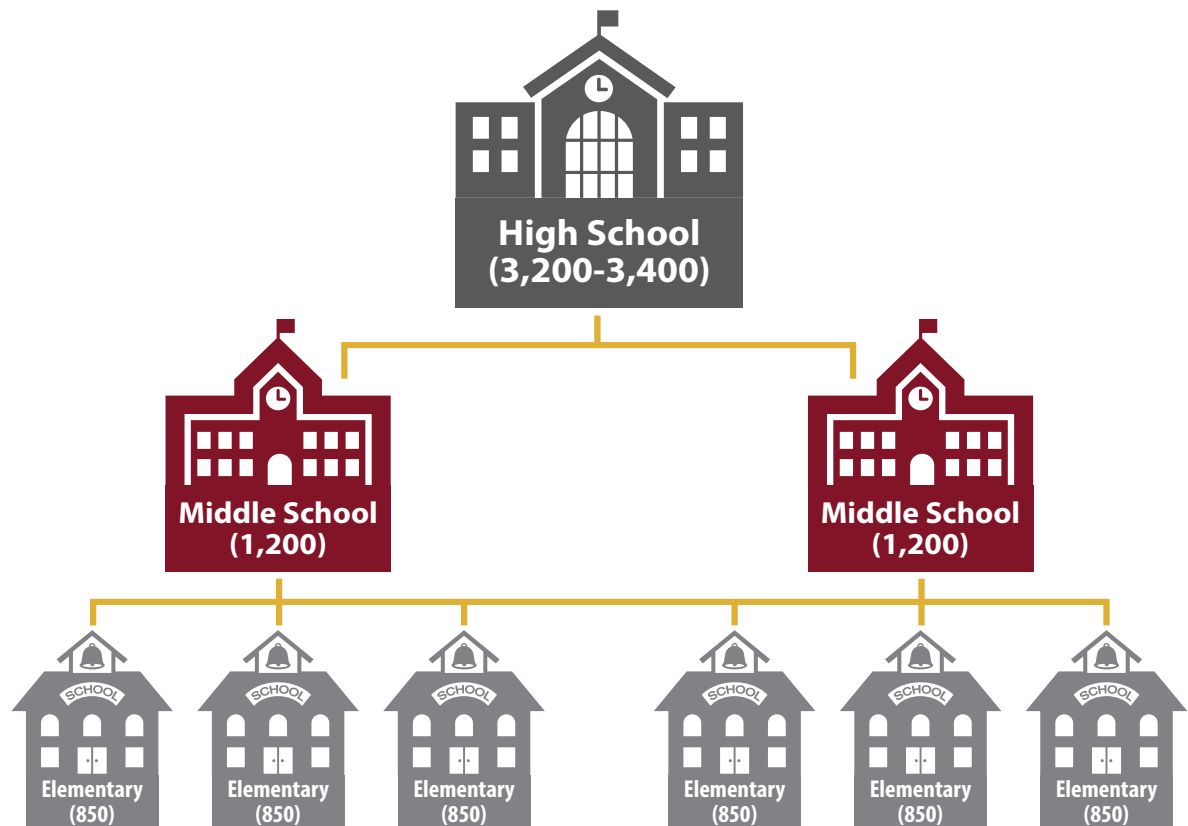 High School
(3,200-3,400)
Middle School
(1,200)
Middle School
(1,200)
SCHOOL
SCHOOL
SCHOOL
SCHOOL
SCHOOL
SCHOOL
Elementary
(850)
Elementary
(850)
Elementary
(850)
Elementary
(850)
Elementary
(850)
Elementary
(850)